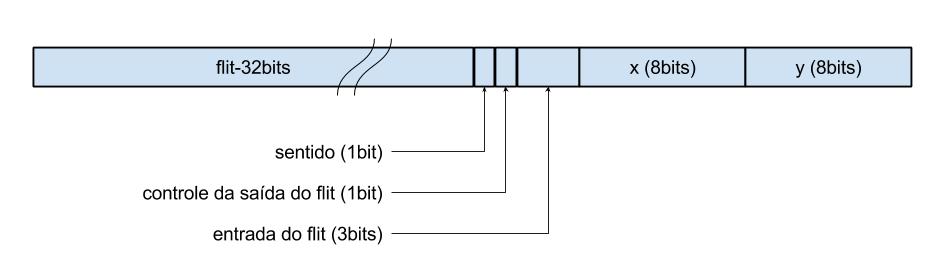 flit-32bits x (8bits) y (8bits)
sentido (1bit)
controle da saída do flit (1bit)
entrada do flit (3bits)